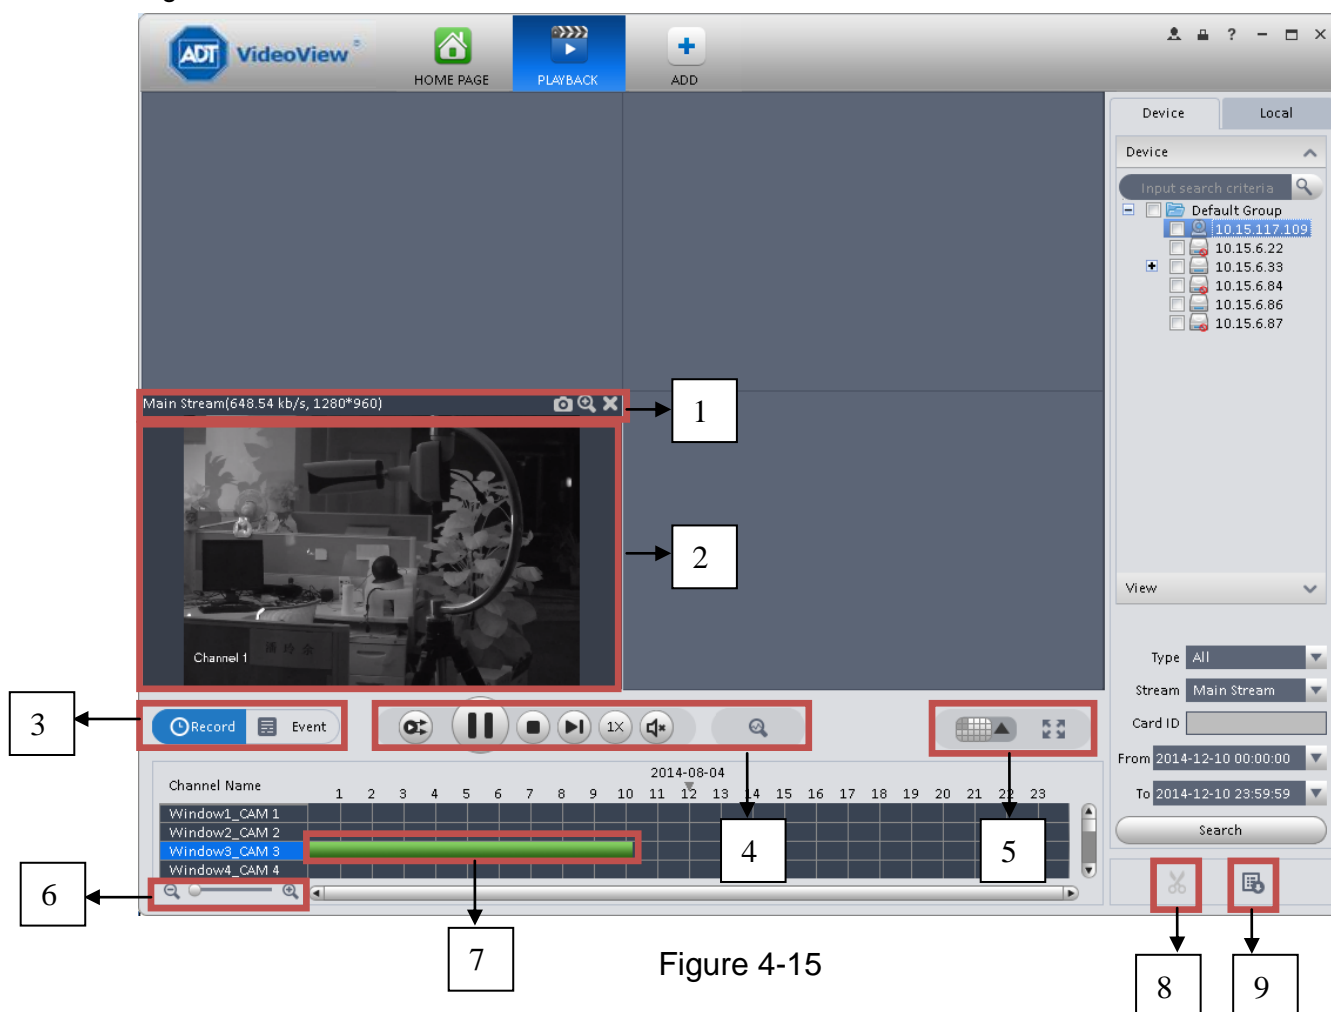 ADT VideoView ®
HOME PAGE
PLAYBACK
ADD
?
Device
Local
Device
Input search criteria
Default Group
10.15.117.109
10.15.6.22
10.15.6.33
10.15.6.84
10.15.6.86
10.15.6.87
Main Stream(648.54 kb/s, 1280*960)
1
2
Channel 1
View
Type All
Stream Main Stream
Card ID
From 2014-12-10 00:00:00
To 2014-12-10 23:59:59
Search
3
Record
Event
1X
2014-08-04
Channel Name
1 2 3 4 5 6 7 8 9 10 11 12 13 14 15 16 17 18 19 20 21 22 23
Window1_CAM 1
Window2_CAM 2
Window3_CAM 3
Window4_CAM 4
4
5
6
7
Figure 4-15
8
9